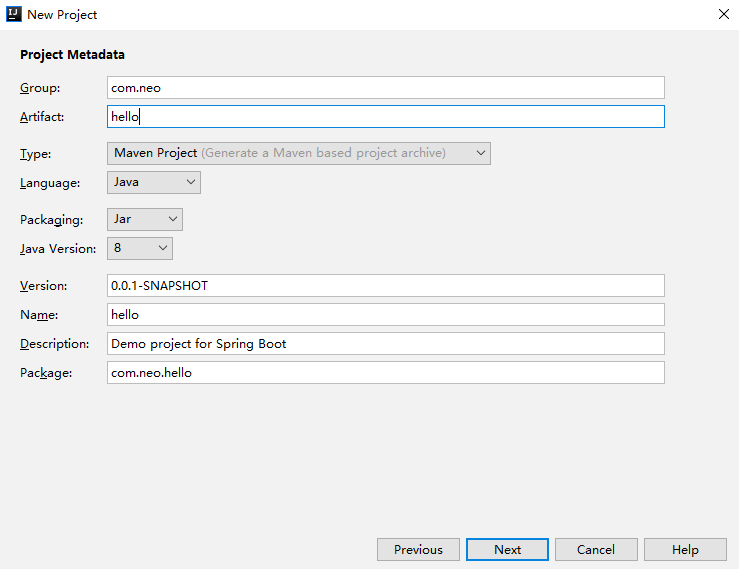 IJ New Project
Project Metadata
Group: com.neo
Artifact: hello
Type: Maven Project (Generate a Maven based project archive)
Language: Java
Packaging: Jar
Java Version: 8
Version: 0.0.1-SNAPSHOT
Name: hello
Description: Demo project for Spring Boot
Package: com.neo.hello
Previous Next Cancel Help